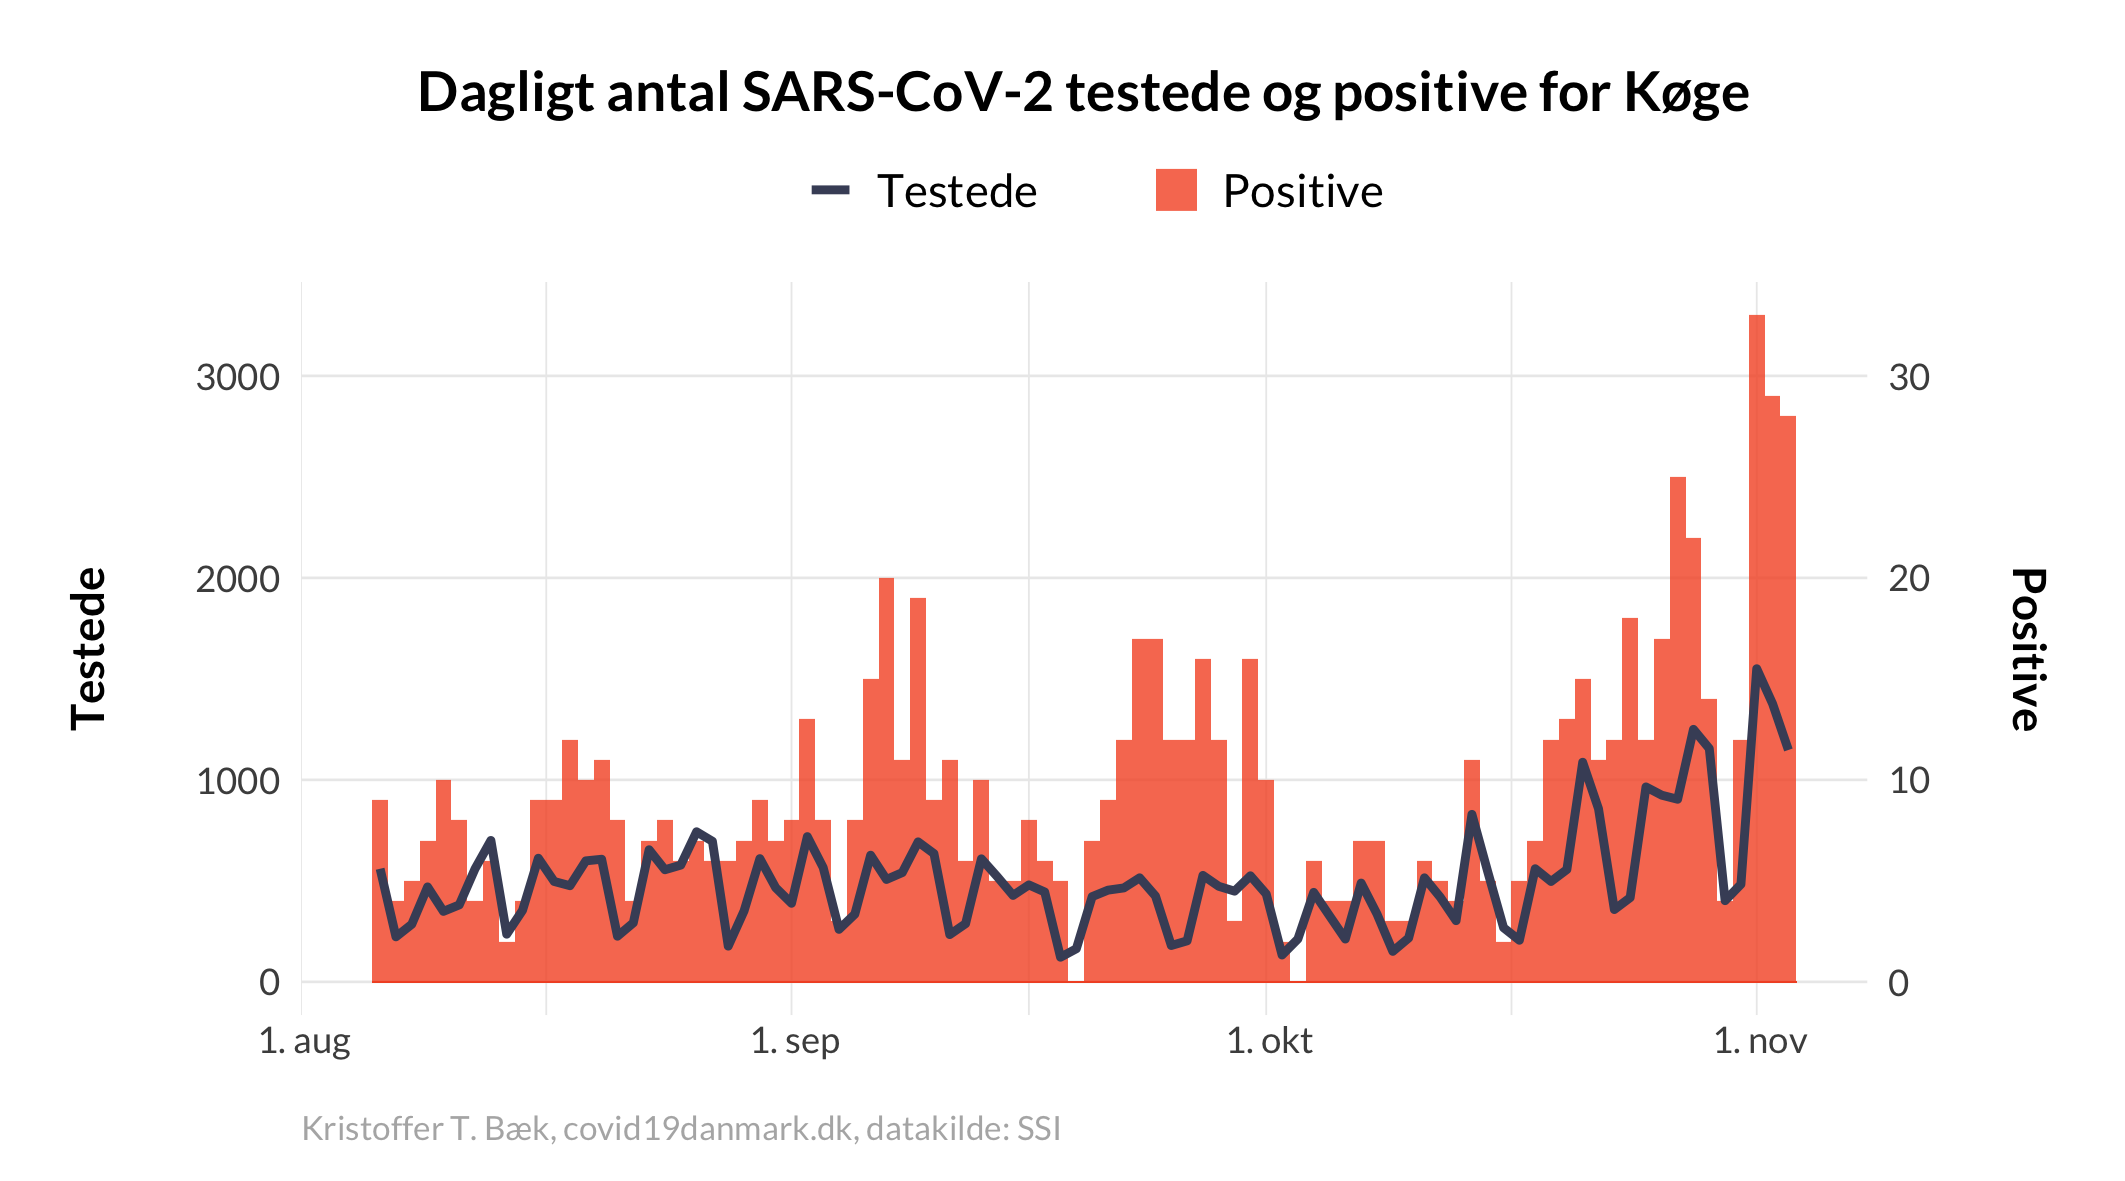 Dagligt antal SARS-CoV-2 testede og positive for Køge
Testede
Positive
3000
2000
1000
0
30
20
10
0
Testede
Positive
1. aug
1. sep
1. okt
1. nov
Kristoffer T. Bæk, covid19danmark.dk, datakilde: SSI